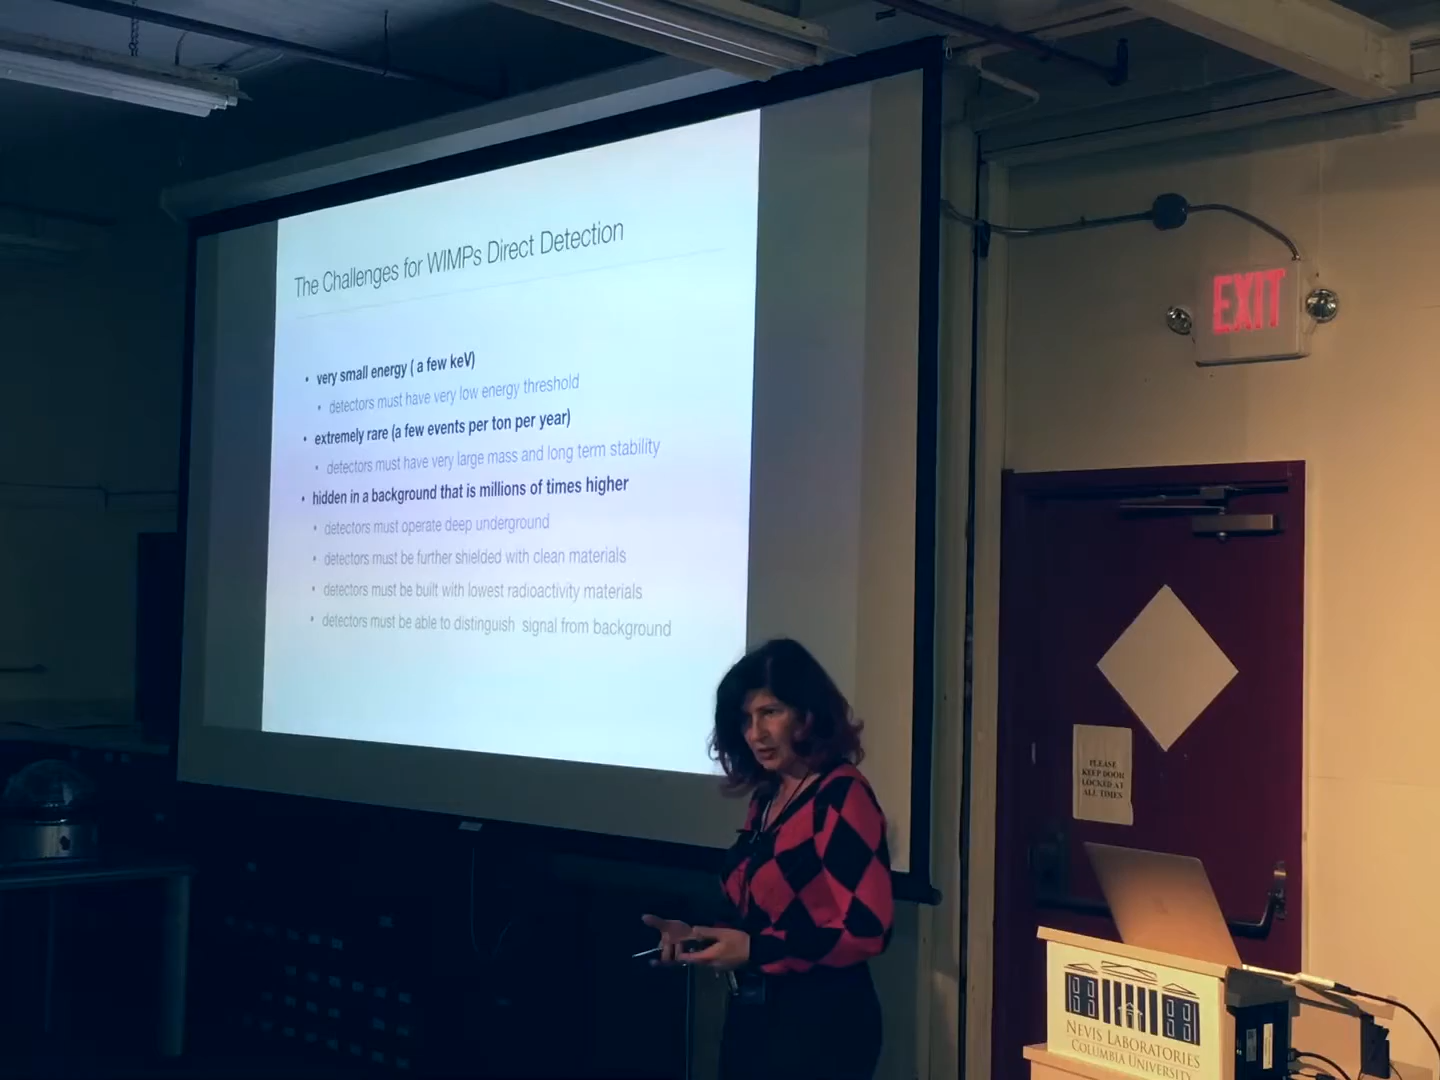 The Challenges for WIMPs Direct Detection
• very small energy ( a few keV)
• detectors must have very low energy threshold
• extremely rare (a few events per ton per year)
• detectors must have very large mass and long term stability
• hidden in a background that is millions of times higher
• detectors must operate deep underground
• detectors must be further shielded with clean materials
• detectors must be built with lowest radioactivity materials
• detectors must be able to distinguish signal from background
EXIT
PLEASE
KEEP DOOR
LOCKED AT
ALL TIMES
NEVIS LABORATORIES
COLUMBIA UNIVERSITY